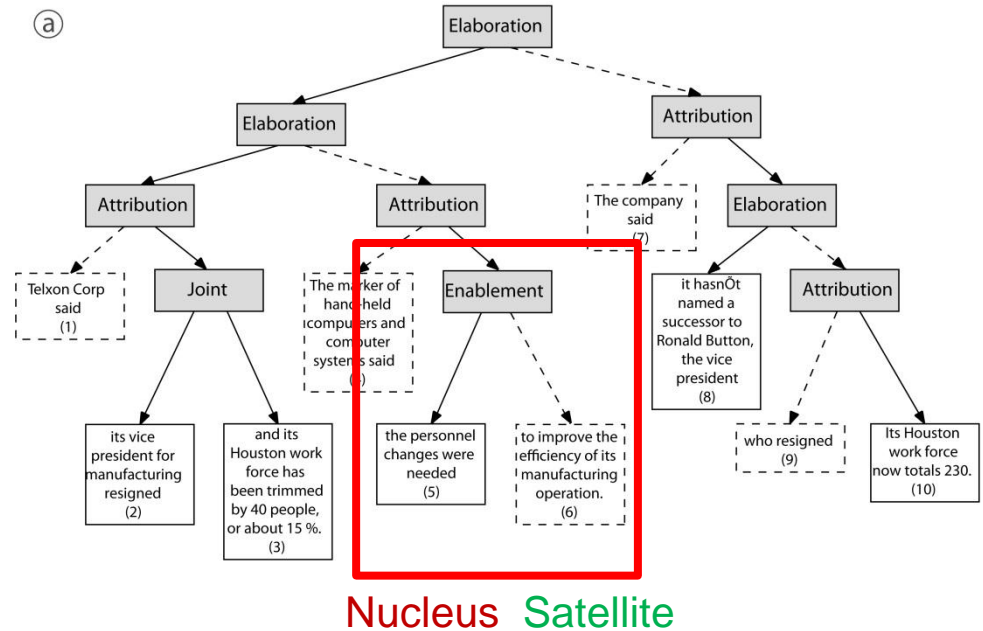 a
Elaboration
Elaboration
Attribution
Attribution
Attribution
The company
said
(7)
Elaboration
Telxon Corp
said
(1)
Joint
The marker of
hand-held
computers and
computer
systems said
Enablement
it hasnÕt
named a
successor to
Ronald Button,
the vice
president
(8)
Attribution
its vice
president for
manufacturing
resigned
(2)
and its
Houston work
force has
been trimmed
by 40 people,
or about 15 %.
(3)
the personnel
changes were
needed
(5)
to improve the
efficiency of its
manufacturing
operation.
(6)
who resigned
(9)
Its Houston
work force
now totals 230.
(10)
Nucleus Satellite